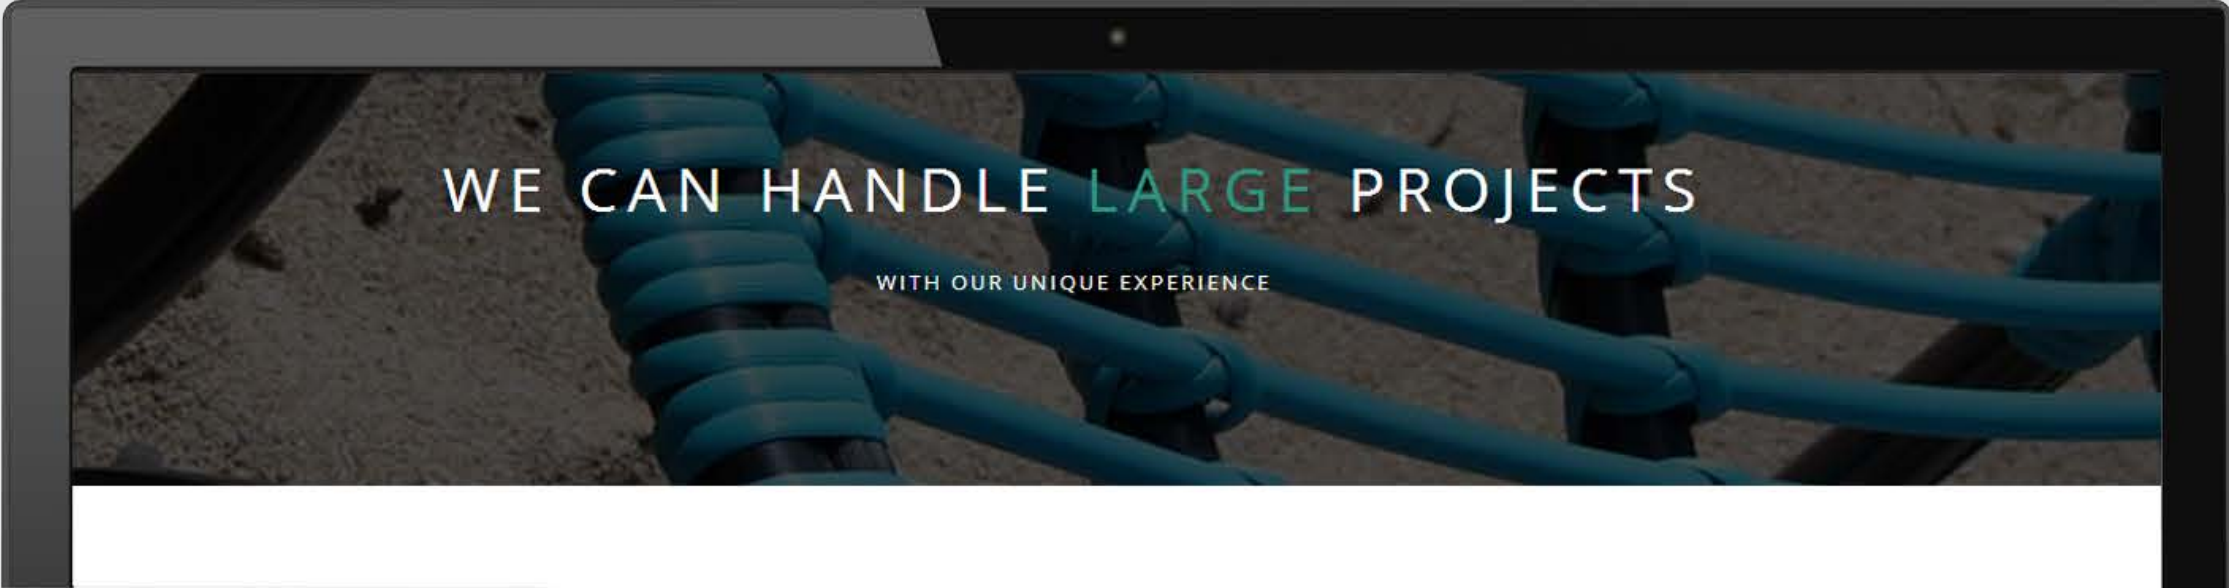 WE CAN HANDLE LARGE PROJECTS
WITH OUR UNIQUE EXPERIENCE